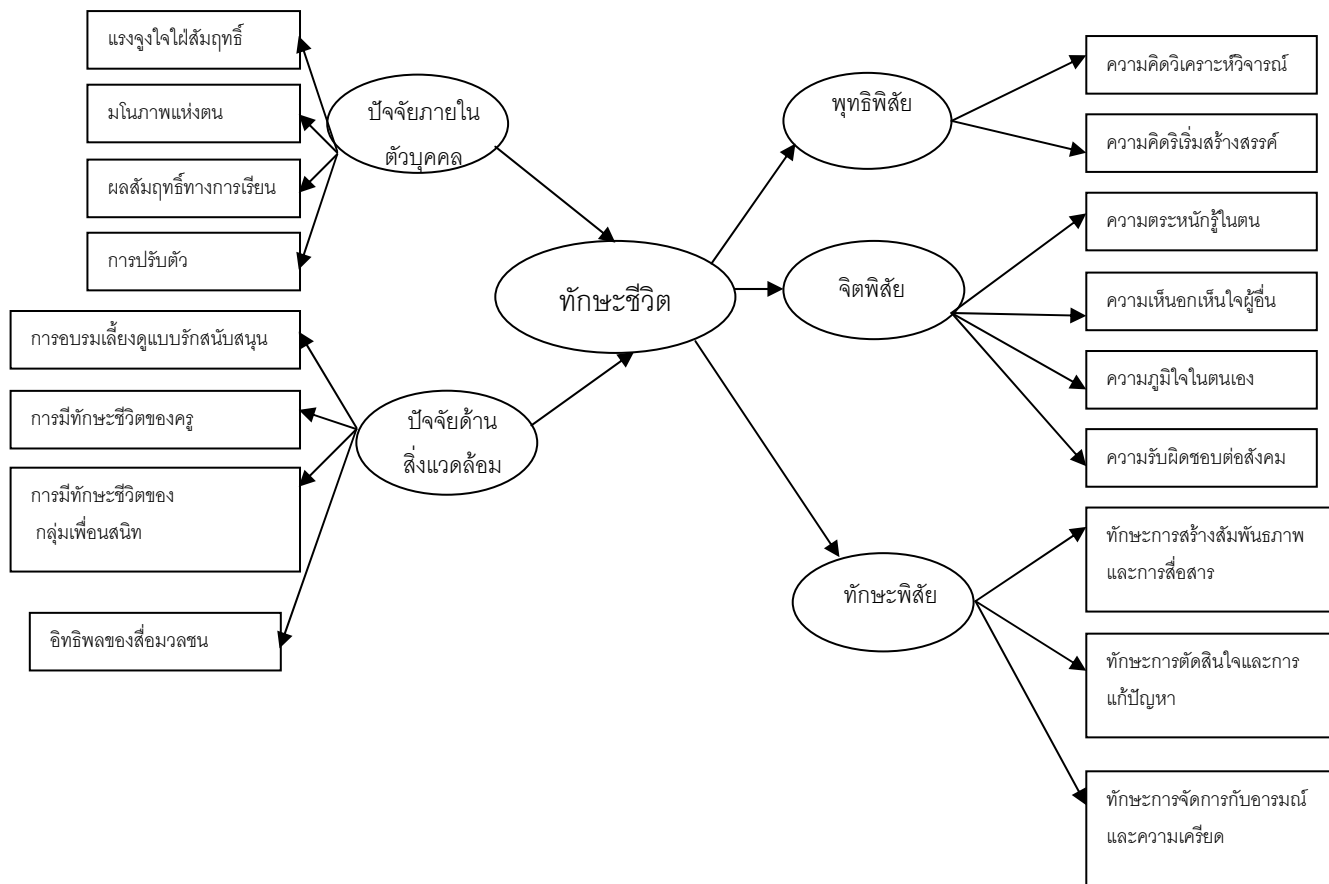 แรงจูงใจใฝ่สัมฤทธิ์
มโนภาพแห่งตน
ผลสัมฤทธิ์ทางการเรียน
การปรับตัว
ปัจจัยภายใน
ตัวบุคคล
การอบรมเลี้ยงดูแบบรักสนับสนุน
การมีทักษะชีวิตของครู
การมีทักษะชีวิตของ
กลุ่มเพื่อนสนิท
อิทธิพลของสื่อมวลชน
ปัจจัยด้าน
สิ่งแวดล้อม
ทักษะชีวิต
พุทธิพิสัย
จิตพิสัย
ทักษะพิสัย
ความคิดวิเคราะห์วิจารณ์
ความคิดริเริ่มสร้างสรรค์
ความตระหนักรู้ในตน
ความเห็นอกเห็นใจผู้อื่น
ความภูมิใจในตนเอง
ความรับผิดชอบต่อสังคม
ทักษะการสร้างสัมพันธภาพ
และการสื่อสาร
ทักษะการตัดสินใจและการ
แก้ปัญหา
ทักษะการจัดการกับอารมณ์
และความเครียด